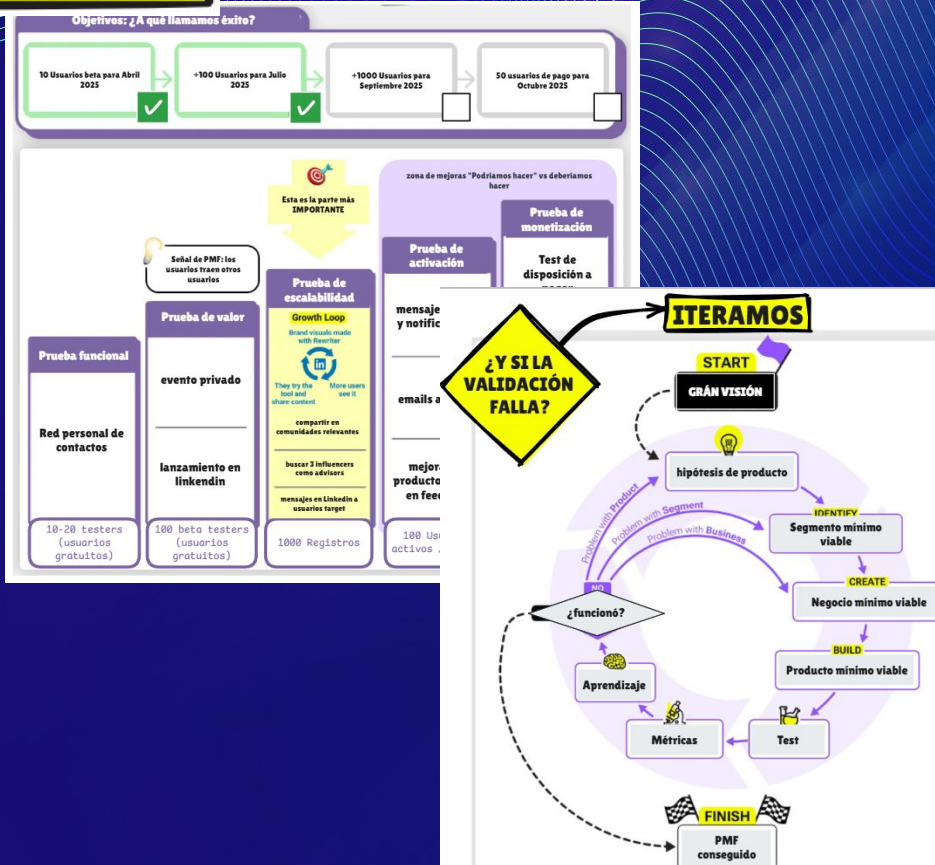 Objetivos: ¿A qué llamamos éxito?
10 Usuarios beta para Abril
2025
+100 Usuarios para Julio
2025
+1000 Usuarios para
Septiembre 2025
50 usuarios de pago para
Octubre 2025
zona de mejoras "Podríamos hacer" vs deberíamos
hacer
Esta es la parte más
IMPORTANTE
Señal de PMF: los
usuarios traen otros
usuarios
Prueba funcional
Red personal de
contactos
10-20 testers
(usuarios
gratuitos)
Prueba de valor
evento privado
lanzamiento en
linkendin
100 beta testers
(usuarios
gratuitos)
Prueba de
escalabilidad
Growth Loop
Brand visuals made
with Rewriter
in
They try the
tool and
share content
More users
see it
compartir en
comunidades relevantes
buscar 3 influencers
como advisors
mensajes en Linkedin a
usuarios target
1000 Registros
Prueba de
activación
mensaje
y notific
emails a
mejor
producto
en feed
100 Usu
activos
Prueba de
monetización
Test de
disposición a
¿Y SI LA
VALIDACIÓN
FALLA?
ITERAMOS
START
GRÁN VISIÓN
hipótesis de producto
IDENTIFY
Segmento mínimo
viable
CREATE
Negocio mínimo viable
BUILD
Producto mínimo viable
Test
Métricas
Aprendizaje
¿funcionó?
NO
Problem with Product
Problem with Segment
Problem with Business
FINISH
PMF
conseguido